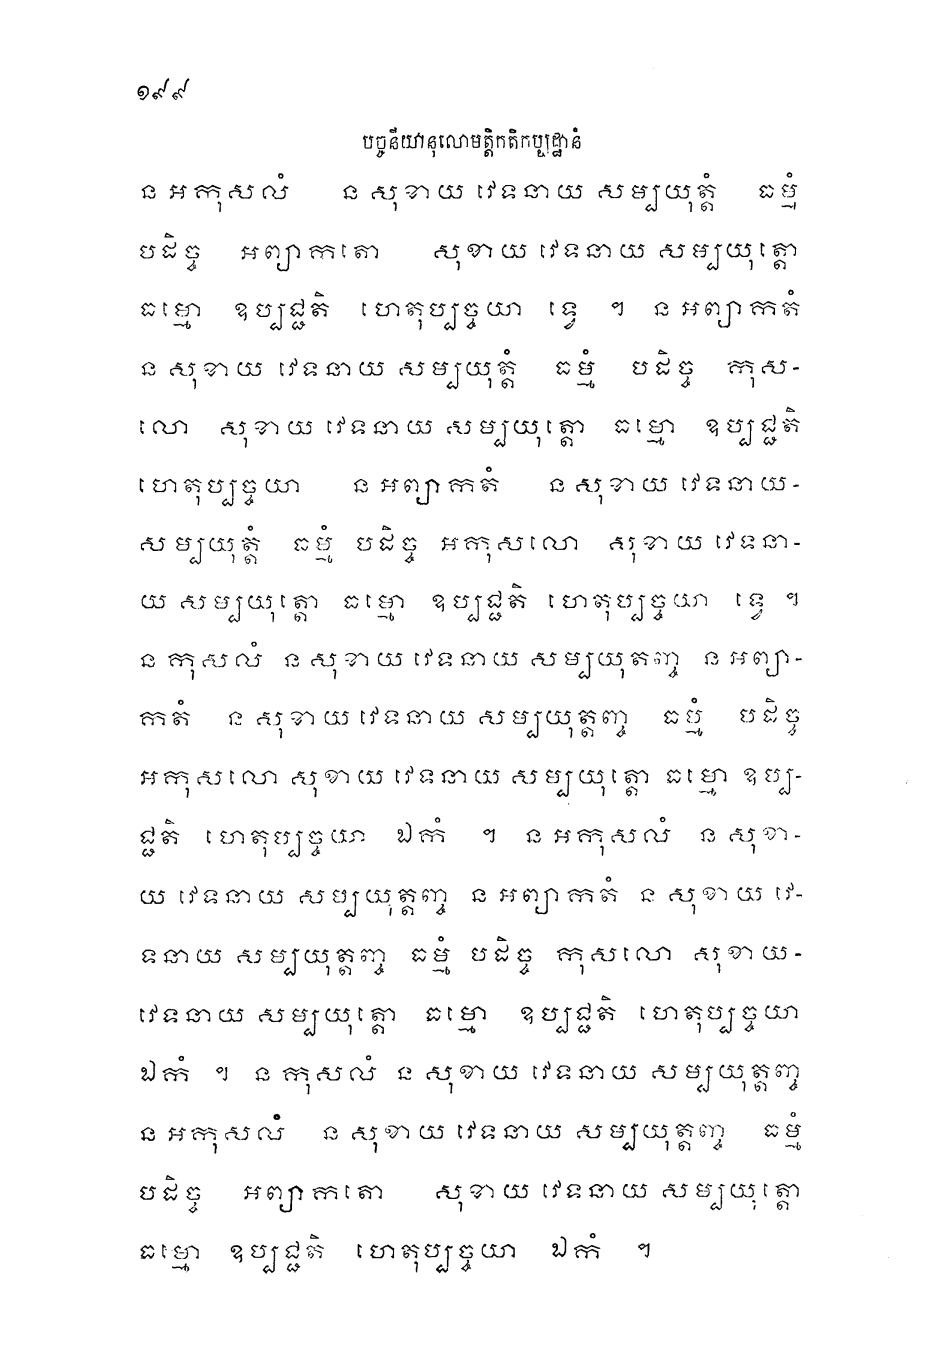 ១៩៩
បច្ចនីយានុលោមត្តិកតិកប្បដ្ឋានំ
ន អកុសលំ ន សុខាយ វេទនាយ សម្បយុត្តំ ធម្មំ
បដិច្ច អព្យាកតោ សុខាយ វេទនាយ សម្បយុត្តោ
ធម្មោ ឧប្បជ្ជតិ ហេតុប្បច្ចយា ទ្វេ ។ ន អព្យាកតំ
ន សុខាយ វេទនាយ សម្បយុត្តំ ធម្មំ បដិច្ច កុស-
លោ សុខាយ វេទនាយ សម្បយុត្តោ ធម្មោ ឧប្បជ្ជតិ
ហេតុប្បច្ចយា ន អព្យាកតំ ន សុខាយ វេទនាយ-
សម្បយុត្តំ ធម្មំ បដិច្ច អកុសលោ សុខាយ វេទនា-
យ សម្បយុត្តោ ធម្មោ ឧប្បជ្ជតិ ហេតុប្បច្ចយា ទ្វេ ។
ន កុសលំ ន សុខាយ វេទនាយ សម្បយុតញ្ច ន អព្យា-
កតំ ន សុខាយ វេទនាយ សម្បយុត្តញ្ច ធម្មំ បដិច្ច
អកុសលោ សុខាយ វេទនាយ សម្បយុត្តោ ធម្មោ ឧប្ប-
ជ្ជតិ ហេតុប្បច្ចយា ឯកំ ។ ន អកុសលំ ន សុខា-
យ វេទនាយ សប្បយុត្តញ្ច ន អព្យាកតំ ន សុខាយ វេ-
ទនាយ សម្បយុត្តញ្ច ធម្មំ បដិច្ច កុសលោ សុខាយ-
វេទនាយ សម្បយុត្តោ ធម្មោ ឧប្បជ្ជតិ ហេតុប្បច្ចយា
ឯកំ ។ ន កុសលំ ន សុខាយ វេទនាយ សម្បយុត្តញ្ច
ន អកុសលំ ន សុខាយ វេទនាយ សម្បយុត្តញ្ច ធម្មំ
បដិច្ច អព្យាកតោ សុខាយ វេទនាយ សម្បយុត្តោ
ធម្មោ ឧប្បជ្ជតិ ហេតុប្បច្ចយា ឯកំ ។